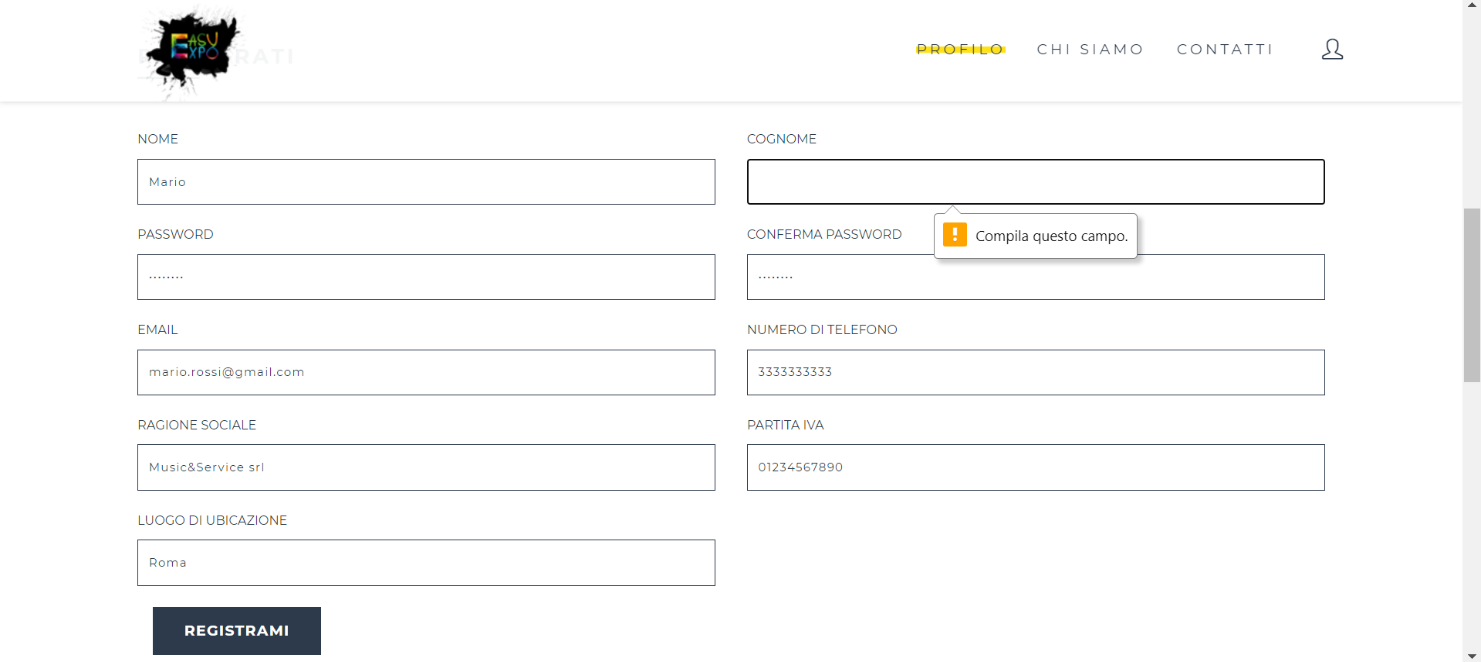 EASY
EXPO
RATI
PROFILO CHI SIAMO CONTATTI
NOME COGNOME
Mario
Compila questo campo.
PASSWORD CONFERMA PASSWORD
········ ········
EMAIL NUMERO DI TELEFONO
mario.rossi@gmail.com 3333333333
RAGIONE SOCIALE PARTITA IVA
Music&Service srl 01234567890
LUOGO DI UBICAZIONE
Roma
REGISTRAMI